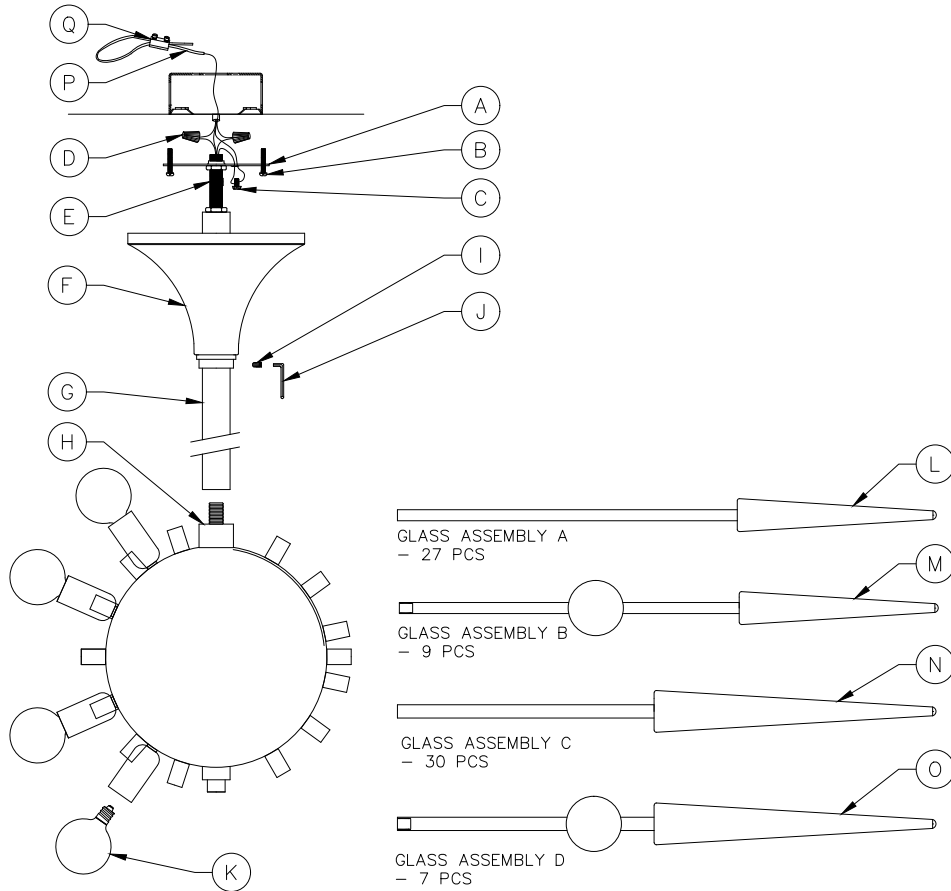 Q
P
A
D
B
C
E
I
F
J
G
H
L
GLASS ASSEMBLY A
- 27 PCS
M
GLASS ASSEMBLY B
- 9 PCS
N
GLASS ASSEMBLY C
- 30 PCS
O
GLASS ASSEMBLY D
- 7 PCS
K